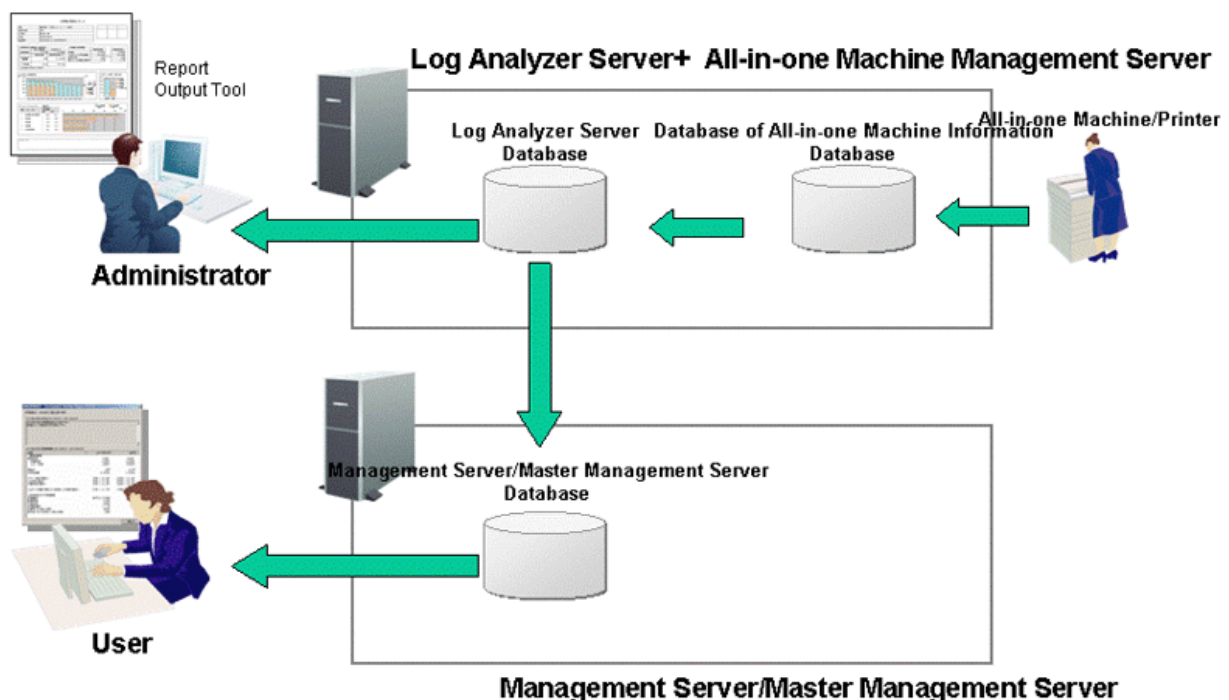 Log Analyzer Server+ All-in-one Machine Management Server
Report
Output Tool
Log Analyzer Server
Database
Database of All-in-one Machine Information
Database
All-in-one Machine/Printer
Administrator
Management Server/Master Management Server
Database
User
Management Server/Master Management Server